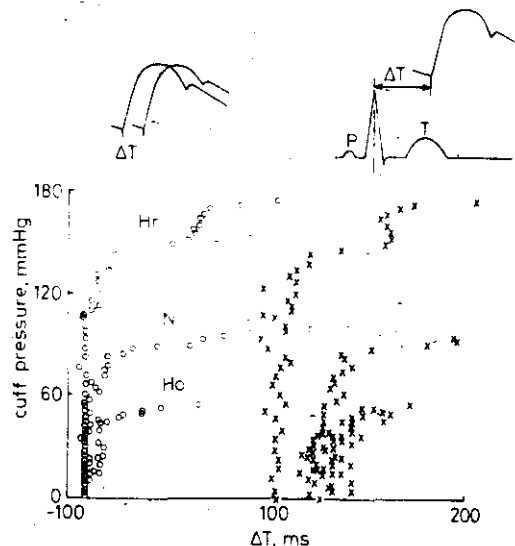 ΔT
ΔT
P
T
180
120
60
0
cuff pressure, mmHg
Hr
N
Ho
-100
100
200
ΔT, ms